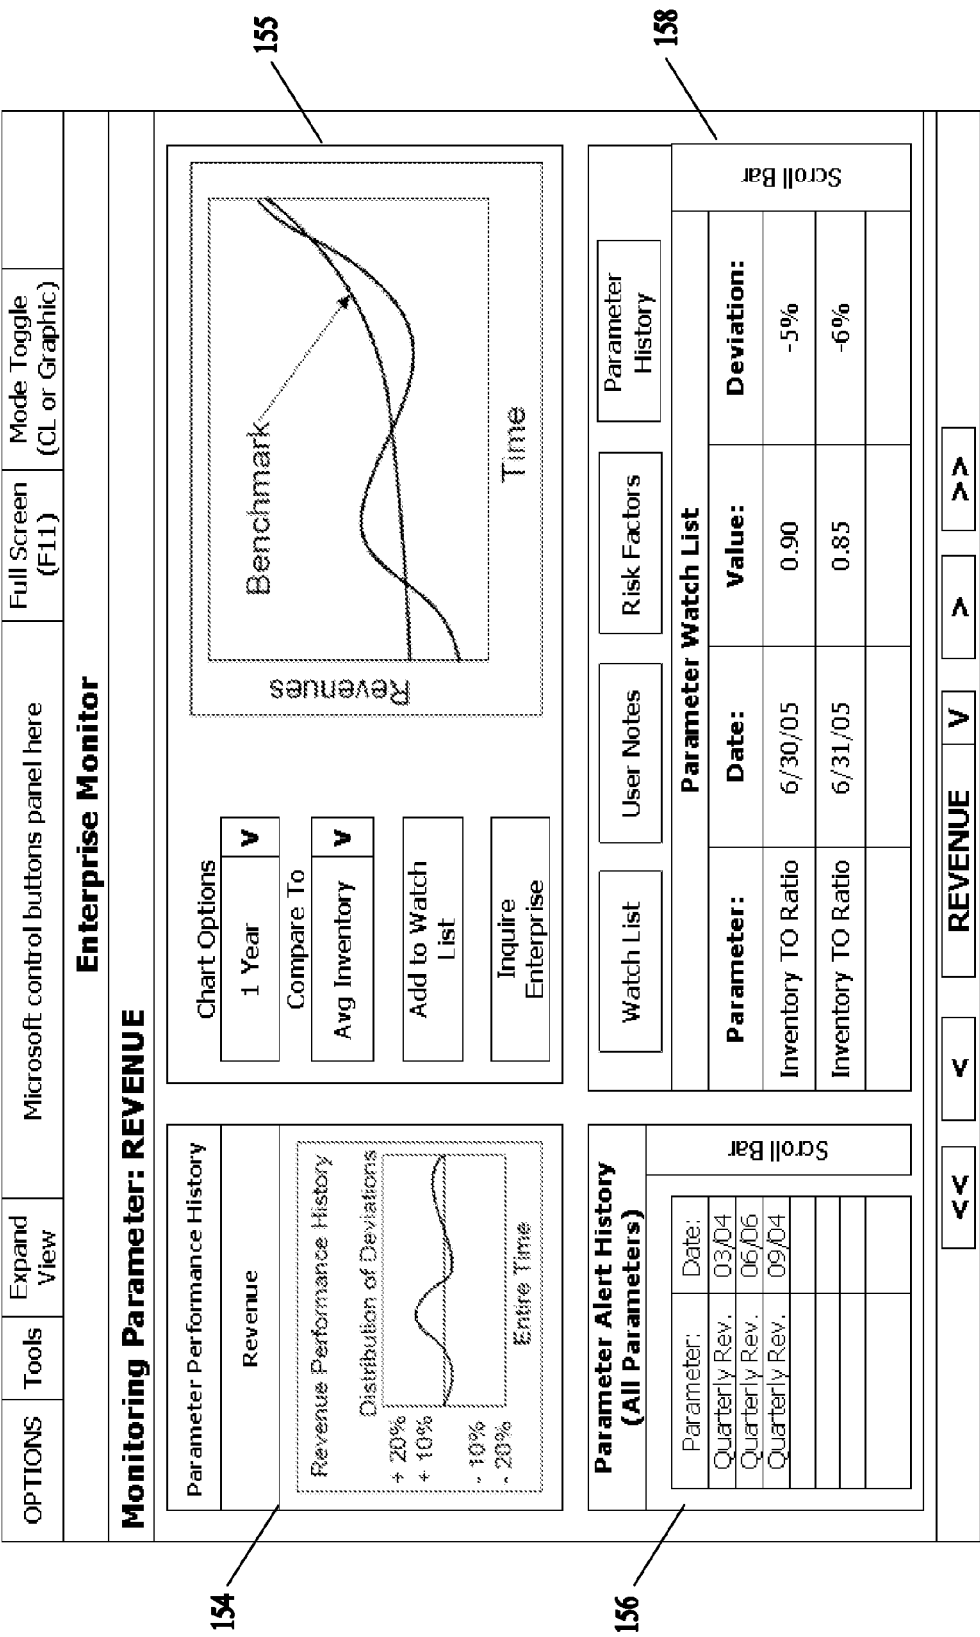 OPTIONS
Tools
Expand
View
Microsoft control buttons panel here
Full Screen
(F11)
Mode Toggle
(CL or Graphic)
Enterprise Monitor
Monitoring Parameter: REVENUE
154
Parameter Performance History
Revenue
Revenue Performance History
Distribution of Deviations
+ 20%
+ 10%
- 10%
- 20%
Entire Time
155
Chart Options
1 Year V
Compare To
Avg Inventory V
Add to Watch
List
Inquire
Enterprise
Revenues
Benchmark
Time
156
Parameter Alert History
(All Parameters)
Parameter: Date:
Quarterly Rev. 03/04
Quarterly Rev. 06/06
Quarterly Rev. 09/04
Scroll Bar
158
Watch List
User Notes
Risk Factors
Parameter
History
Parameter Watch List
Parameter: Date: Value: Deviation:
Inventory TO Ratio 6/30/05 0.90 -5%
Inventory TO Ratio 6/31/05 0.85 -6%
Scroll Bar
<< < REVENUE V > >>